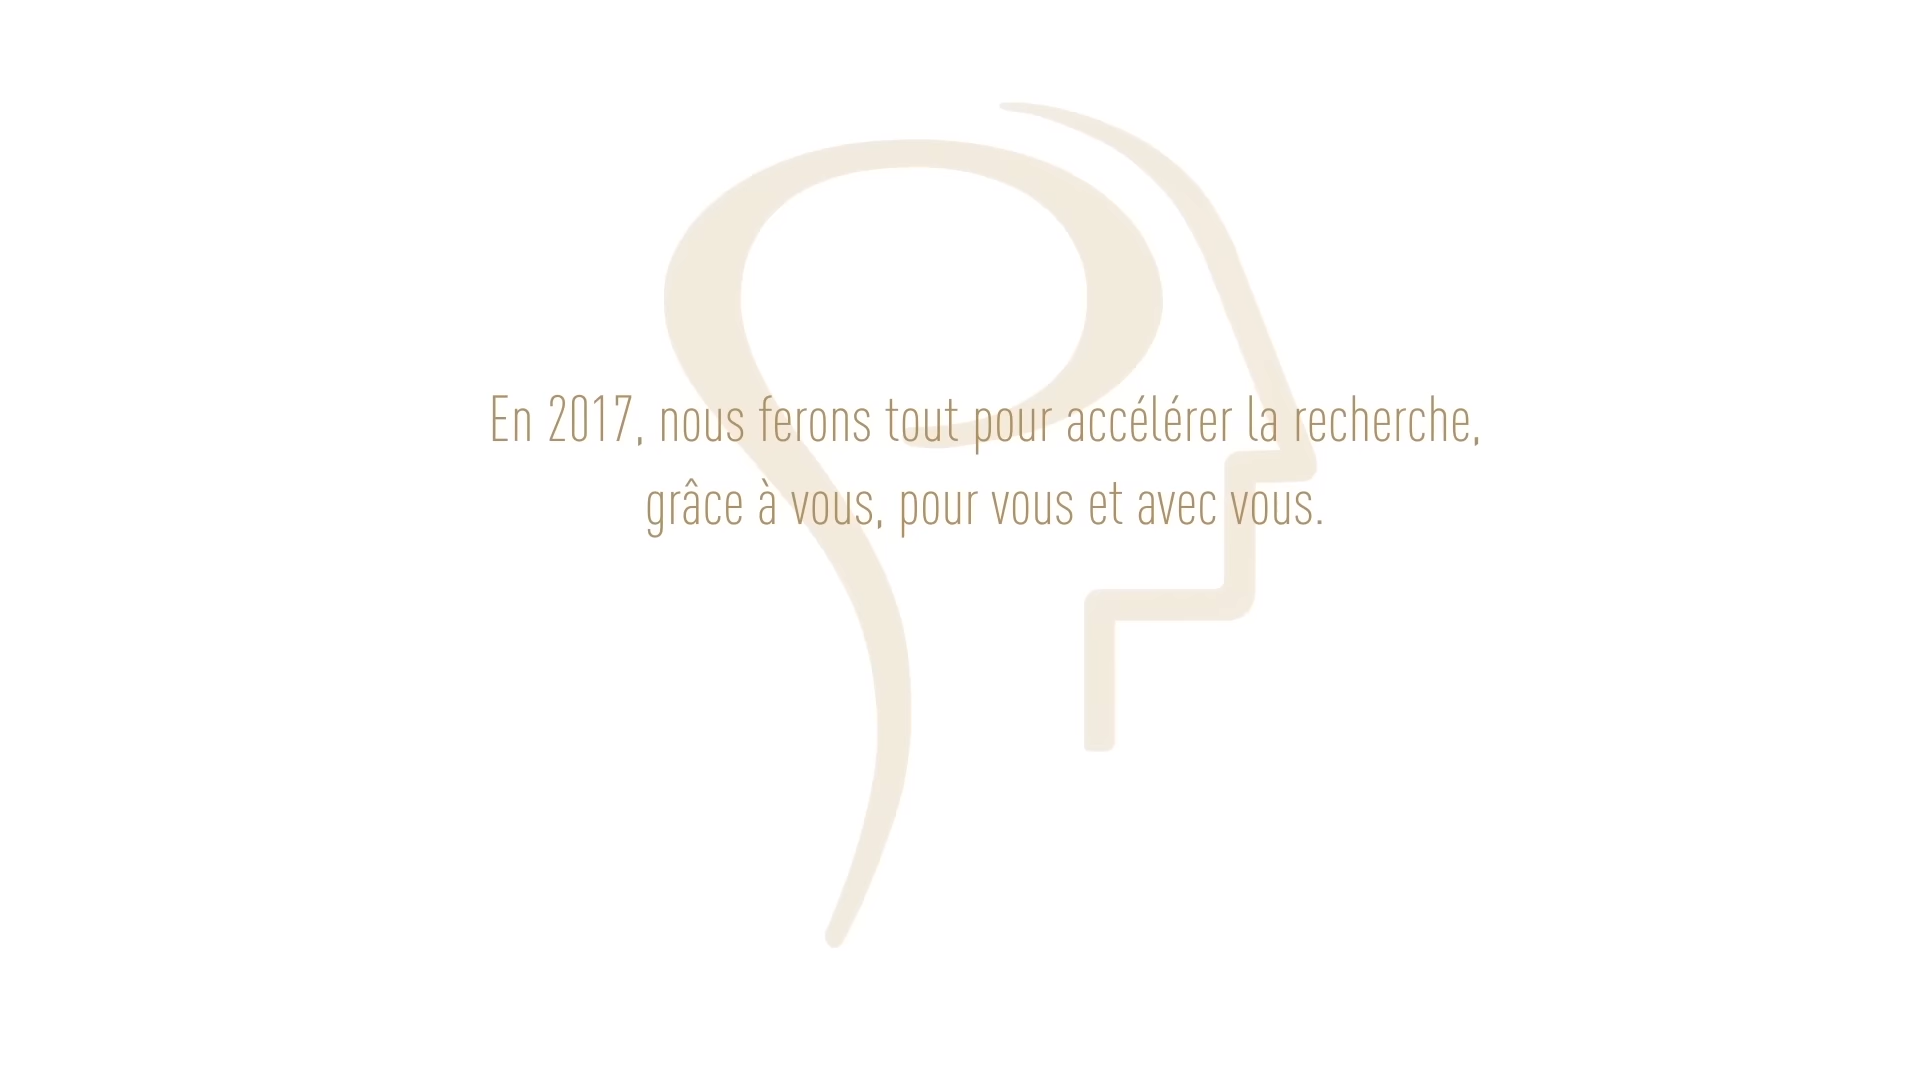 En 2017, nous ferons tout pour accélérer la recherche,
grâce à vous, pour vous et avec vous.